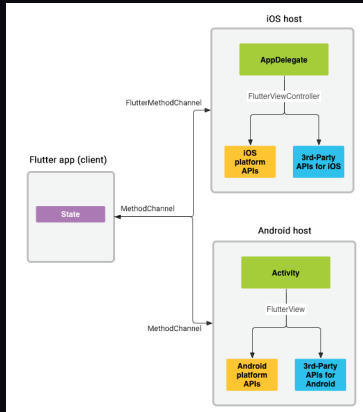 iOS host
AppDelegate
FlutterViewController
FlutterMethodChannel
iOS
platform
APIs
3rd-Party
APIs for iOS
Flutter app (client)
State
MethodChannel
Android host
Activity
FlutterView
MethodChannel
Android
platform
APIs
3rd-Party
APIs for
Android